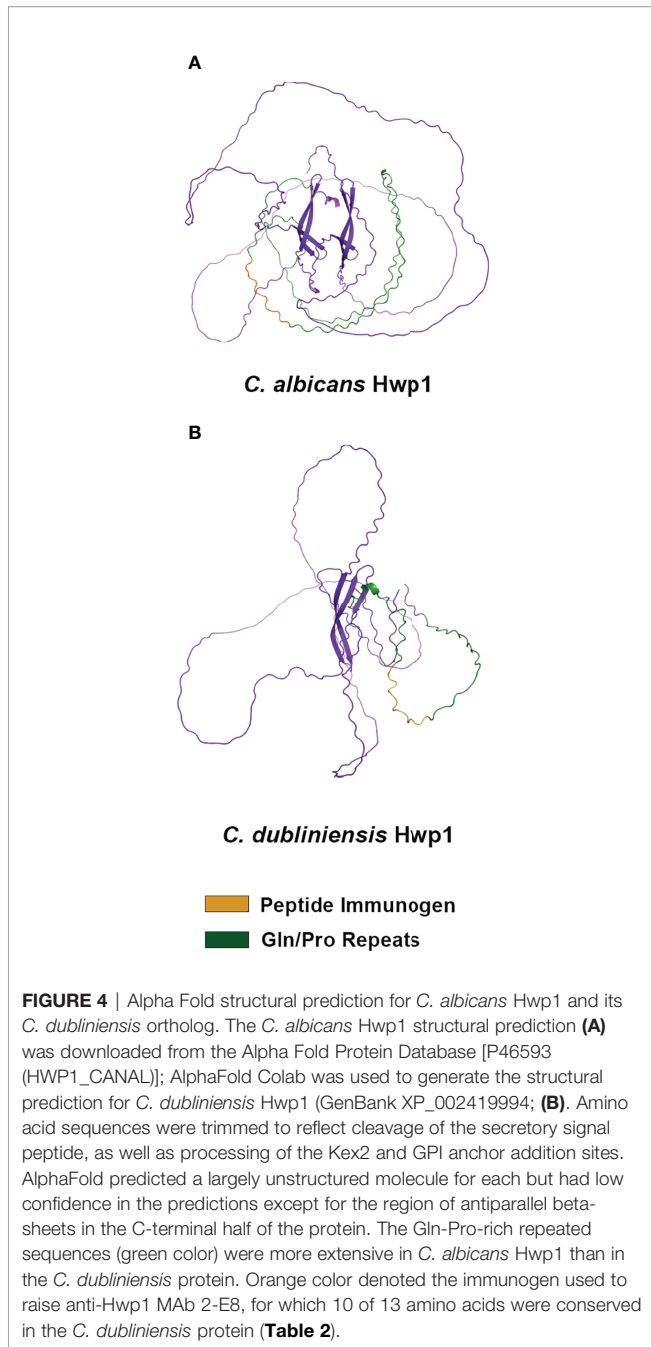 A
C. albicans Hwp1
B
C. dubliniensis Hwp1
Peptide Immunogen
Gln/Pro Repeats
FIGURE 4 | Alpha Fold structural prediction for C. albicans Hwp1 and its
C. dubliniensis ortholog. The C. albicans Hwp1 structural prediction (A)
was downloaded from the Alpha Fold Protein Database [P46593
(HWP1_CANAL)]; AlphaFold Colab was used to generate the structural
prediction for C. dubliniensis Hwp1 (GenBank XP_002419994; (B). Amino
acid sequences were trimmed to reflect cleavage of the secretory signal
peptide, as well as processing of the Kex2 and GPI anchor addition sites.
AlphaFold predicted a largely unstructured molecule for each but had low
confidence in the predictions except for the region of antiparallel beta-
sheets in the C-terminal half of the protein. The Gln-Pro-rich repeated
sequences (green color) were more extensive in C. albicans Hwp1 than in
the C. dubliniensis protein. Orange color denoted the immunogen used to
raise anti-Hwp1 MAb 2-E8, for which 10 of 13 amino acids were conserved
in the C. dubliniensis protein (Table 2).